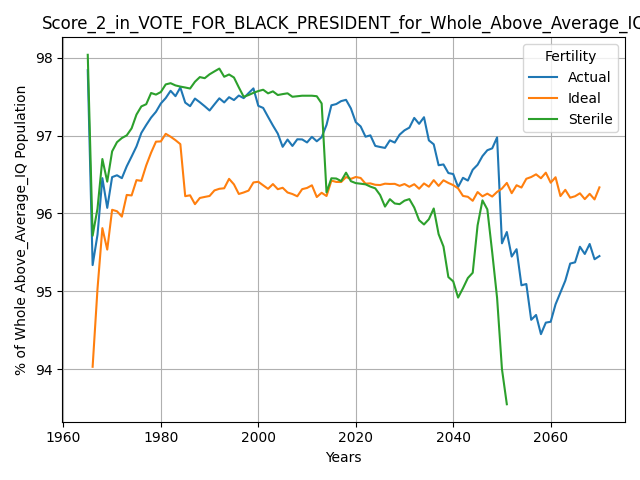 Score_2_in_VOTE_FOR_BLACK_PRESIDENT_for_Whole_Above_Average_IQ
Fertility
Actual
Ideal
Sterile
% of Whole Above_Average_IQ Population
98
97
96
95
94
1960 1980 2000 2020 2040 2060
Years